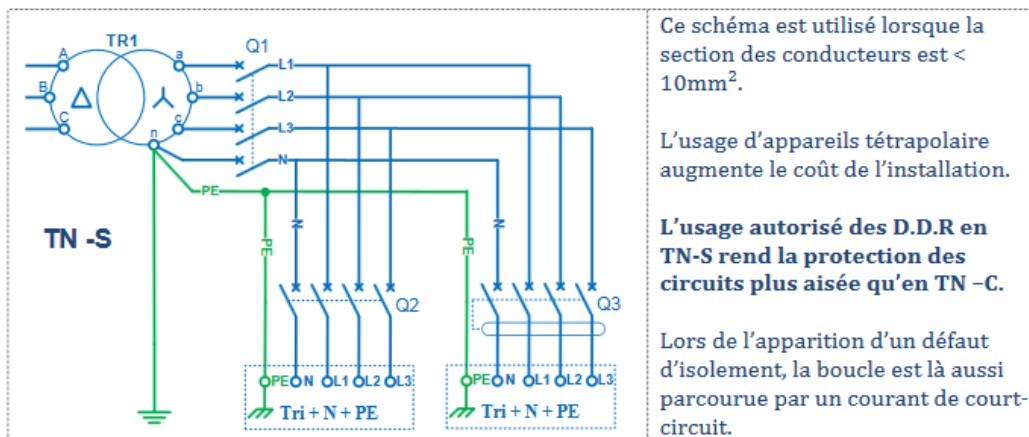 TR1
A
B
C
a
b
c
n
Q1
L1
L2
L3
N
PE
TN -S
PE
N
PE
N
Q2
Q3
PE N L1 L2 L3
PE N L1 L2 L3
Tri + N + PE
Tri + N + PE
Ce schéma est utilisé lorsque la
section des conducteurs est <
10mm².
L'usage d'appareils tétrapolaire
augmente le coût de l'installation.
L'usage autorisé des D.D.R en
TN-S rend la protection des
circuits plus aisée qu'en TN –C.
Lors de l'apparition d'un défaut
d'isolement, la boucle est là aussi
parcourue par un courant de court-
circuit.